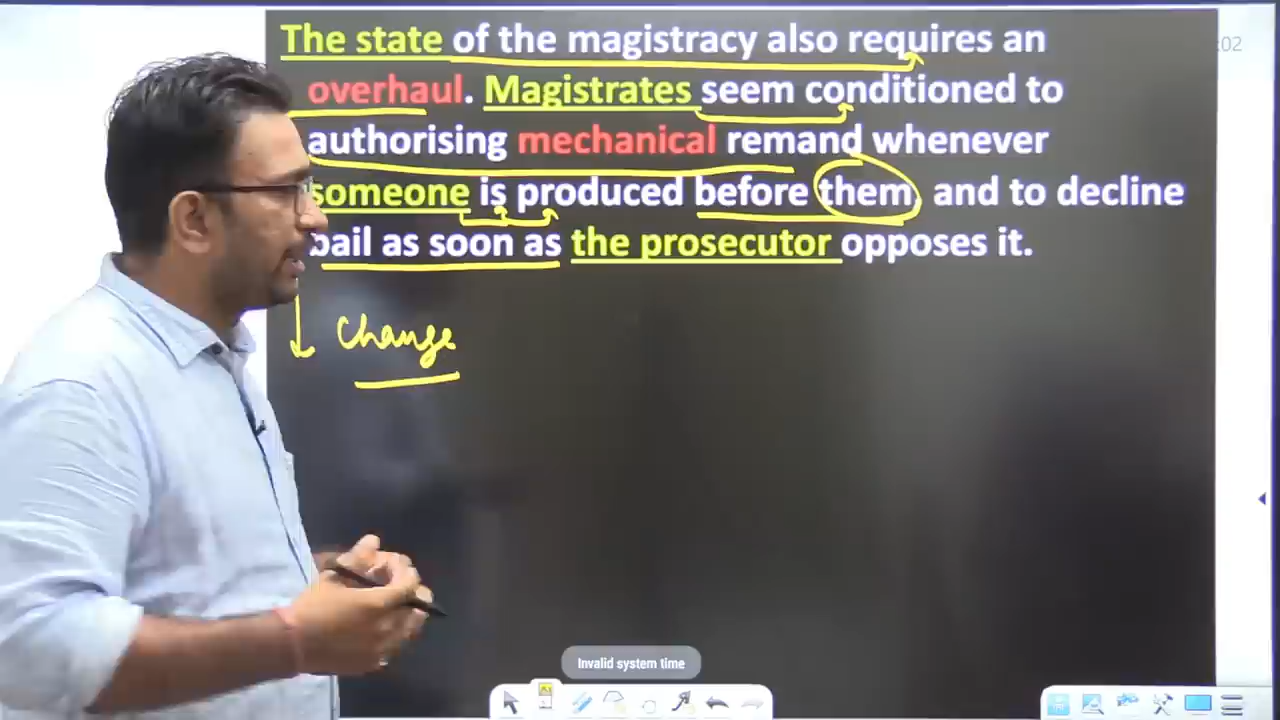 The state of the magistracy also requires an
overhaul. Magistrates seem conditioned to
authorising mechanical remand whenever
someone is produced before them, and to decline
bail as soon as the prosecutor opposes it.
change
Invalid system time
:02